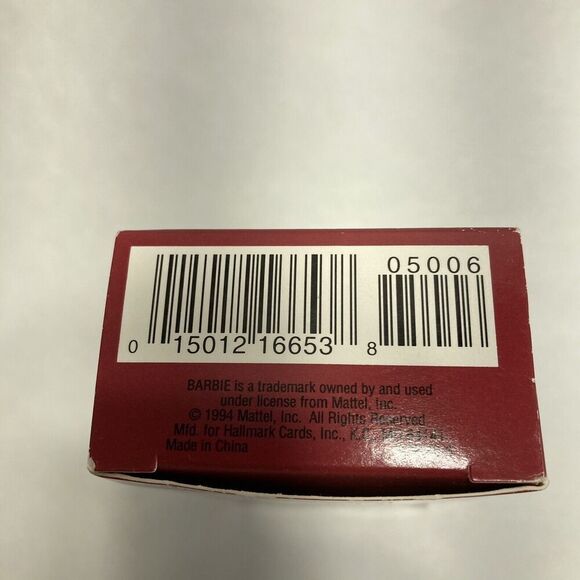 05006
0 15012 16653 8
BARBIE is a trademark owned by and used
under license from Mattel, Inc.
© 1994 Mattel, Inc. All Rights Reserved.
Mfd. for Hallmark Cards, Inc., K.C., MO
Made in China